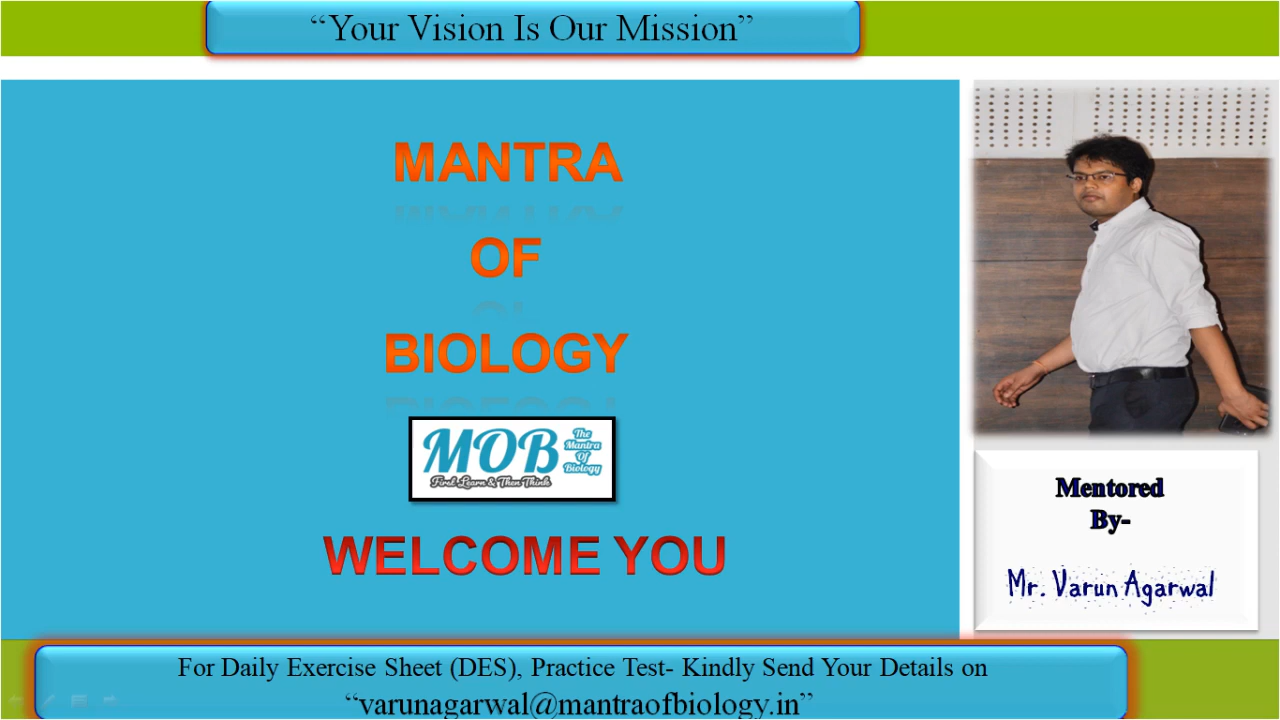 “Your Vision Is Our Mission”
MANTRA
OF
BIOLOGY
MOB
The
Mantra
Of
Biology
First Learn & Then Think
WELCOME YOU
Mentored
By-
Mr. Varun Agarwal
For Daily Exercise Sheet (DES), Practice Test- Kindly Send Your Details on
“varunagarwal@mantraofbiology.in”